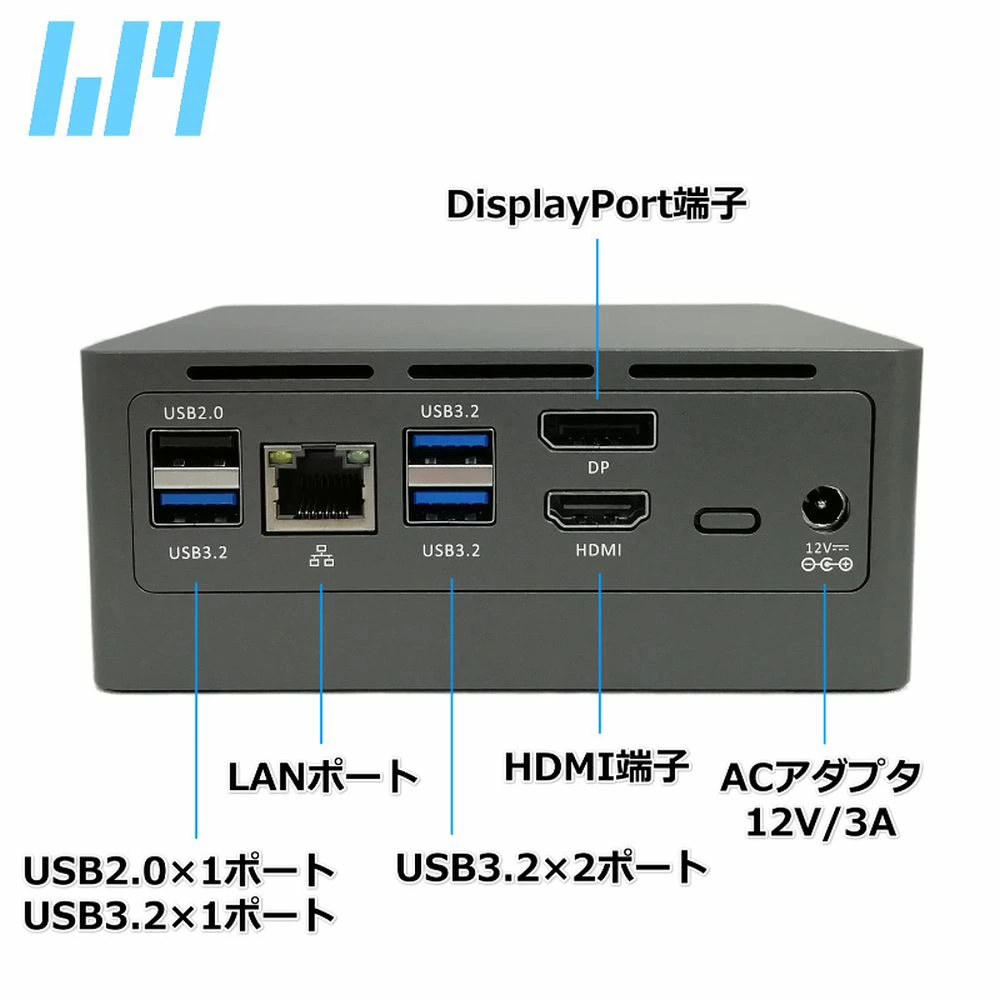 DisplayPort端子
USB2.0
USB3.2
DP
USB3.2
USB3.2
HDMI
12V
LANポート
HDMI端子
ACアダプタ
12V/3A
USB2.0×1ポート
USB3.2×1ポート
USB3.2×2ポート